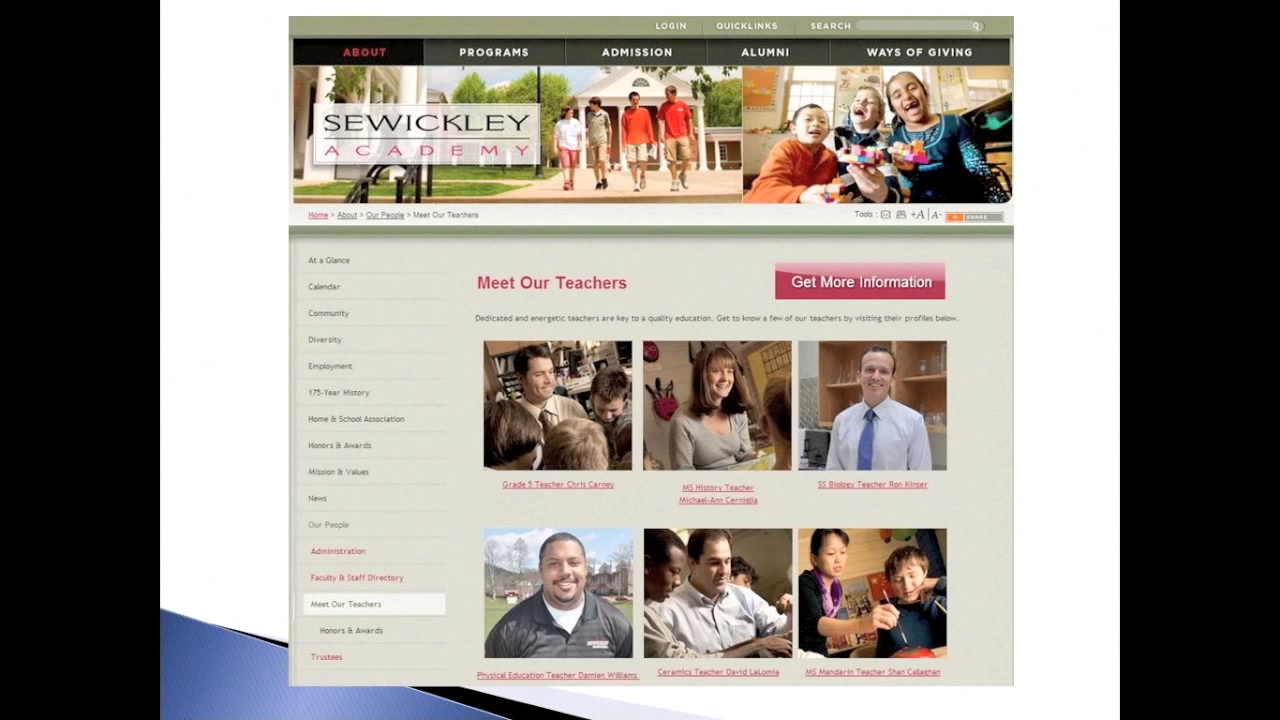 LOGIN QUICKLINKS SEARCH
ABOUT PROGRAMS ADMISSION ALUMNI WAYS OF GIVING
SEWICKLEY
ACADEMY
Home > About > Our People > Meet Our Teachers
Tools : +A | A- SHARE
At a Glance
Calendar
Community
Diversity
Employment
175-Year History
Home & School Association
Honors & Awards
Mission & Values
News
Our People
Administration
Faculty & Staff Directory
Meet Our Teachers
Honors & Awards
Trustees
Meet Our Teachers
Get More Information
Dedicated and energetic teachers are key to a quality education. Get to know a few of our teachers by visiting their profiles below.
Grade 5 Teacher Chris Carney
MS History Teacher
Michael-Ann Cerniglia
SS Biology Teacher Ron Kinser
Physical Education Teacher Damien Williams
Ceramics Teacher David LaLomia
MS Mandarin Teacher Shan Callaghan